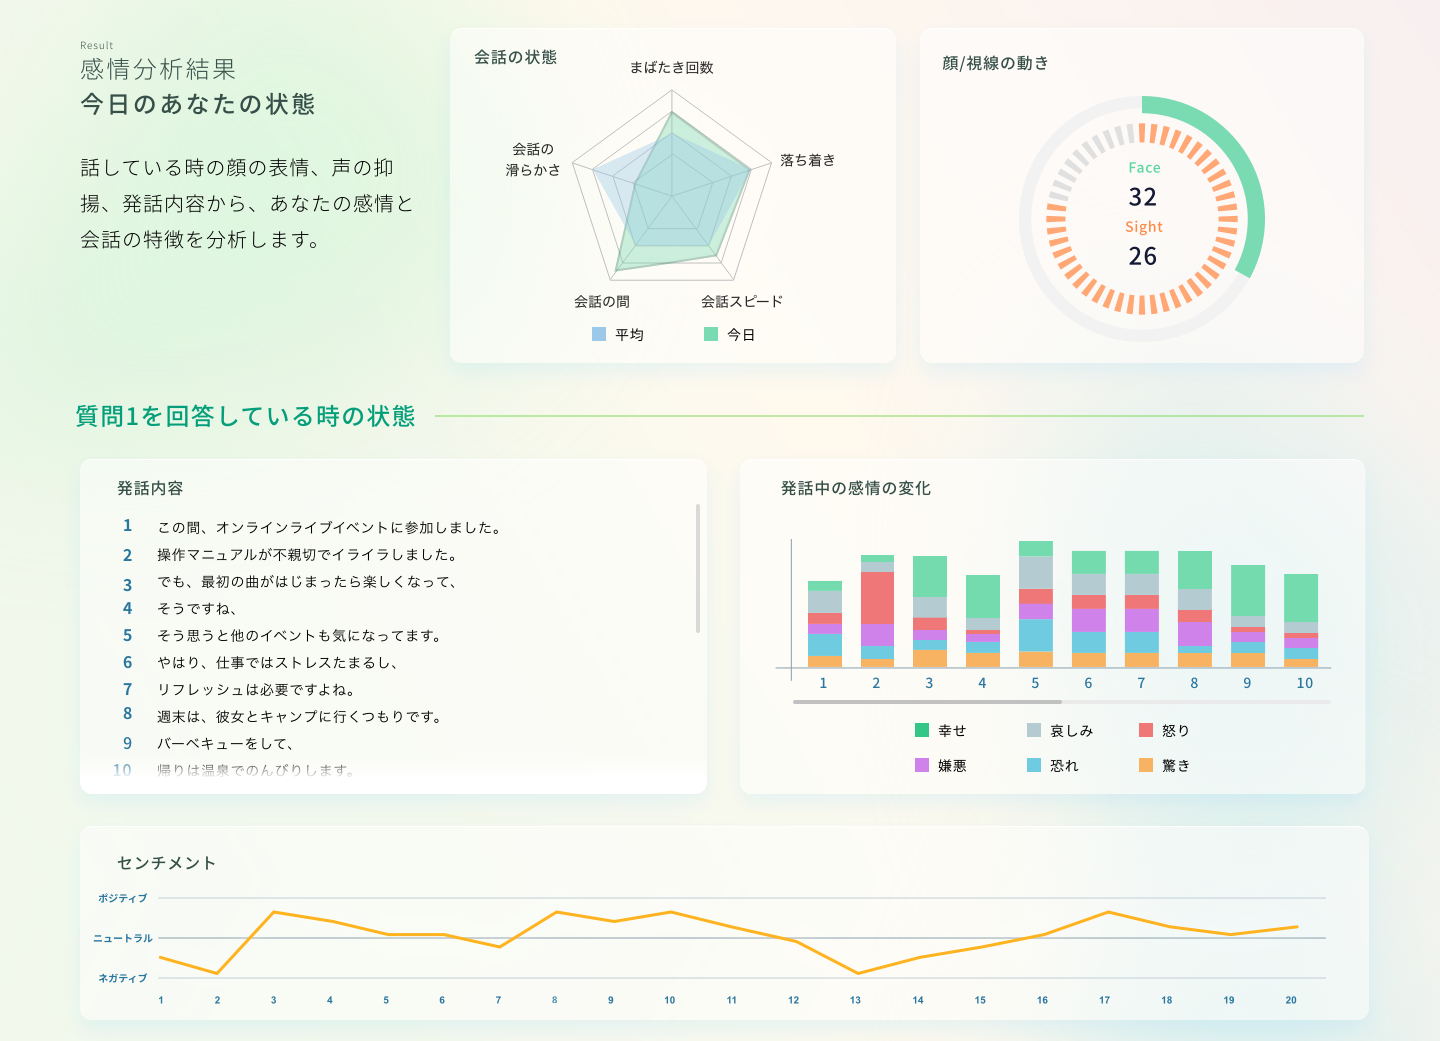 Result
感情分析結果
今日のあなたの状態
話している時の顔の表情、声の抑
揚、発話内容から、あなたの感情と
会話の特徴を分析します。
会話の状態
まばたき回数
会話の
滑らかさ
落ち着き
会話の間
会話スピード
平均
今日
顔/視線の動き
Face
32
Sight
26
質問1を回答している時の状態
発話内容
1 この間、オンラインライブイベントに参加しました。
2 操作マニュアルが不親切でイライラしました。
3 でも、最初の曲がはじまったら楽しくなって、
4 そうですね、
5 そう思うと他のイベントも気になってます。
6 やはり、仕事ではストレスたまるし、
7 リフレッシュは必要ですよね。
8 週末は、彼女とキャンプに行くつもりです。
9 バーベキューをして、
10 帰りは温泉でのんびりします。
発話中の感情の変化
1 2 3 4 5 6 7 8 9 10
幸せ 哀しみ 怒り
嫌悪 恐れ 驚き
センチメント
ポジティブ
ニュートラル
ネガティブ
1 2 3 4 5 6 7 8 9 10 11 12 13 14 15 16 17 18 19 20